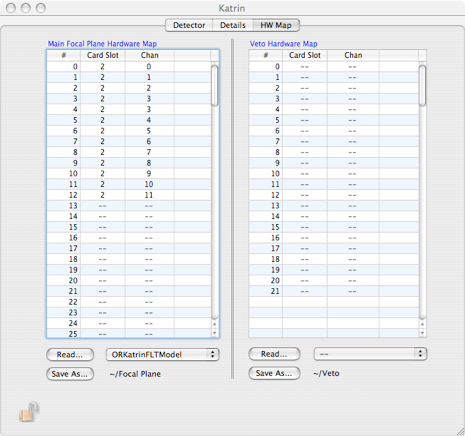 Katrin
Detector Details HW Map
Main Focal Plane Hardware Map
# Card Slot Chan
0 2 0
1 2 1
2 2 2
3 2 3
4 2 3
5 2 4
6 2 5
7 2 6
8 2 7
9 2 8
10 2 9
11 2 10
12 2 11
13 -- --
14 -- --
15 -- --
16 -- --
17 -- --
18 -- --
19 -- --
20 -- --
21 -- --
22 -- --
23 -- --
24 -- --
25 -- --
Read... ORKatrinFLTModel
Save As... ~/Focal Plane
Veto Hardware Map
# Card Slot Chan
0 -- --
1 -- --
2 -- --
3 -- --
4 -- --
5 -- --
6 -- --
7 -- --
8 -- --
9 -- --
10 -- --
11 -- --
12 -- --
13 -- --
14 -- --
15 -- --
16 -- --
17 -- --
18 -- --
19 -- --
20 -- --
21 -- --
Read... --
Save As... ~/Veto